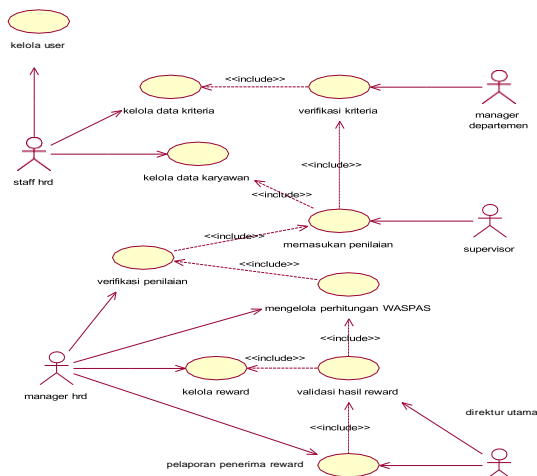 kelola user
<<include>>
kelola data kriteria
verifikasi kriteria
manager
departemen
<<include>>
staff hrd
kelola data karyawan
<<include>>
memasukan penilaian
supervisor
<<include>>
<<include>>
verifikasi penilaian
mengelola perhitungan WASPAS
<<include>>
<<include>>
manager hrd
kelola reward
validasi hasil reward
direktur utama
<<include>>
pelaporan penerima reward